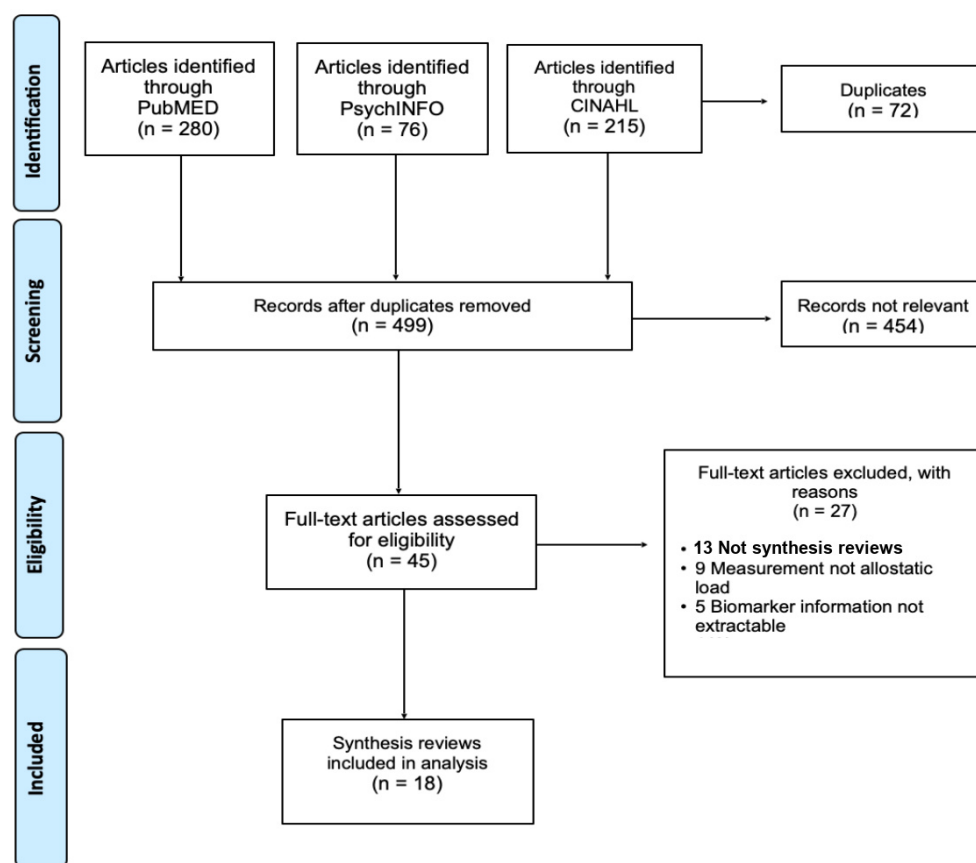 Identification
Articles identified
through
PubMED
(n = 280)
Articles identified
through
PsychINFO
(n = 76)
Articles identified
through
CINAHL
(n = 215)
Duplicates
(n = 72)
Screening
Records after duplicates removed
(n = 499)
Records not relevant
(n = 454)
Eligibility
Full-text articles assessed
for eligibility
(n = 45)
Full-text articles excluded, with
reasons
(n = 27)
• 13 Not synthesis reviews
• 9 Measurement not allostatic
load
• 5 Biomarker information not
extractable
Included
Synthesis reviews
included in analysis
(n = 18)